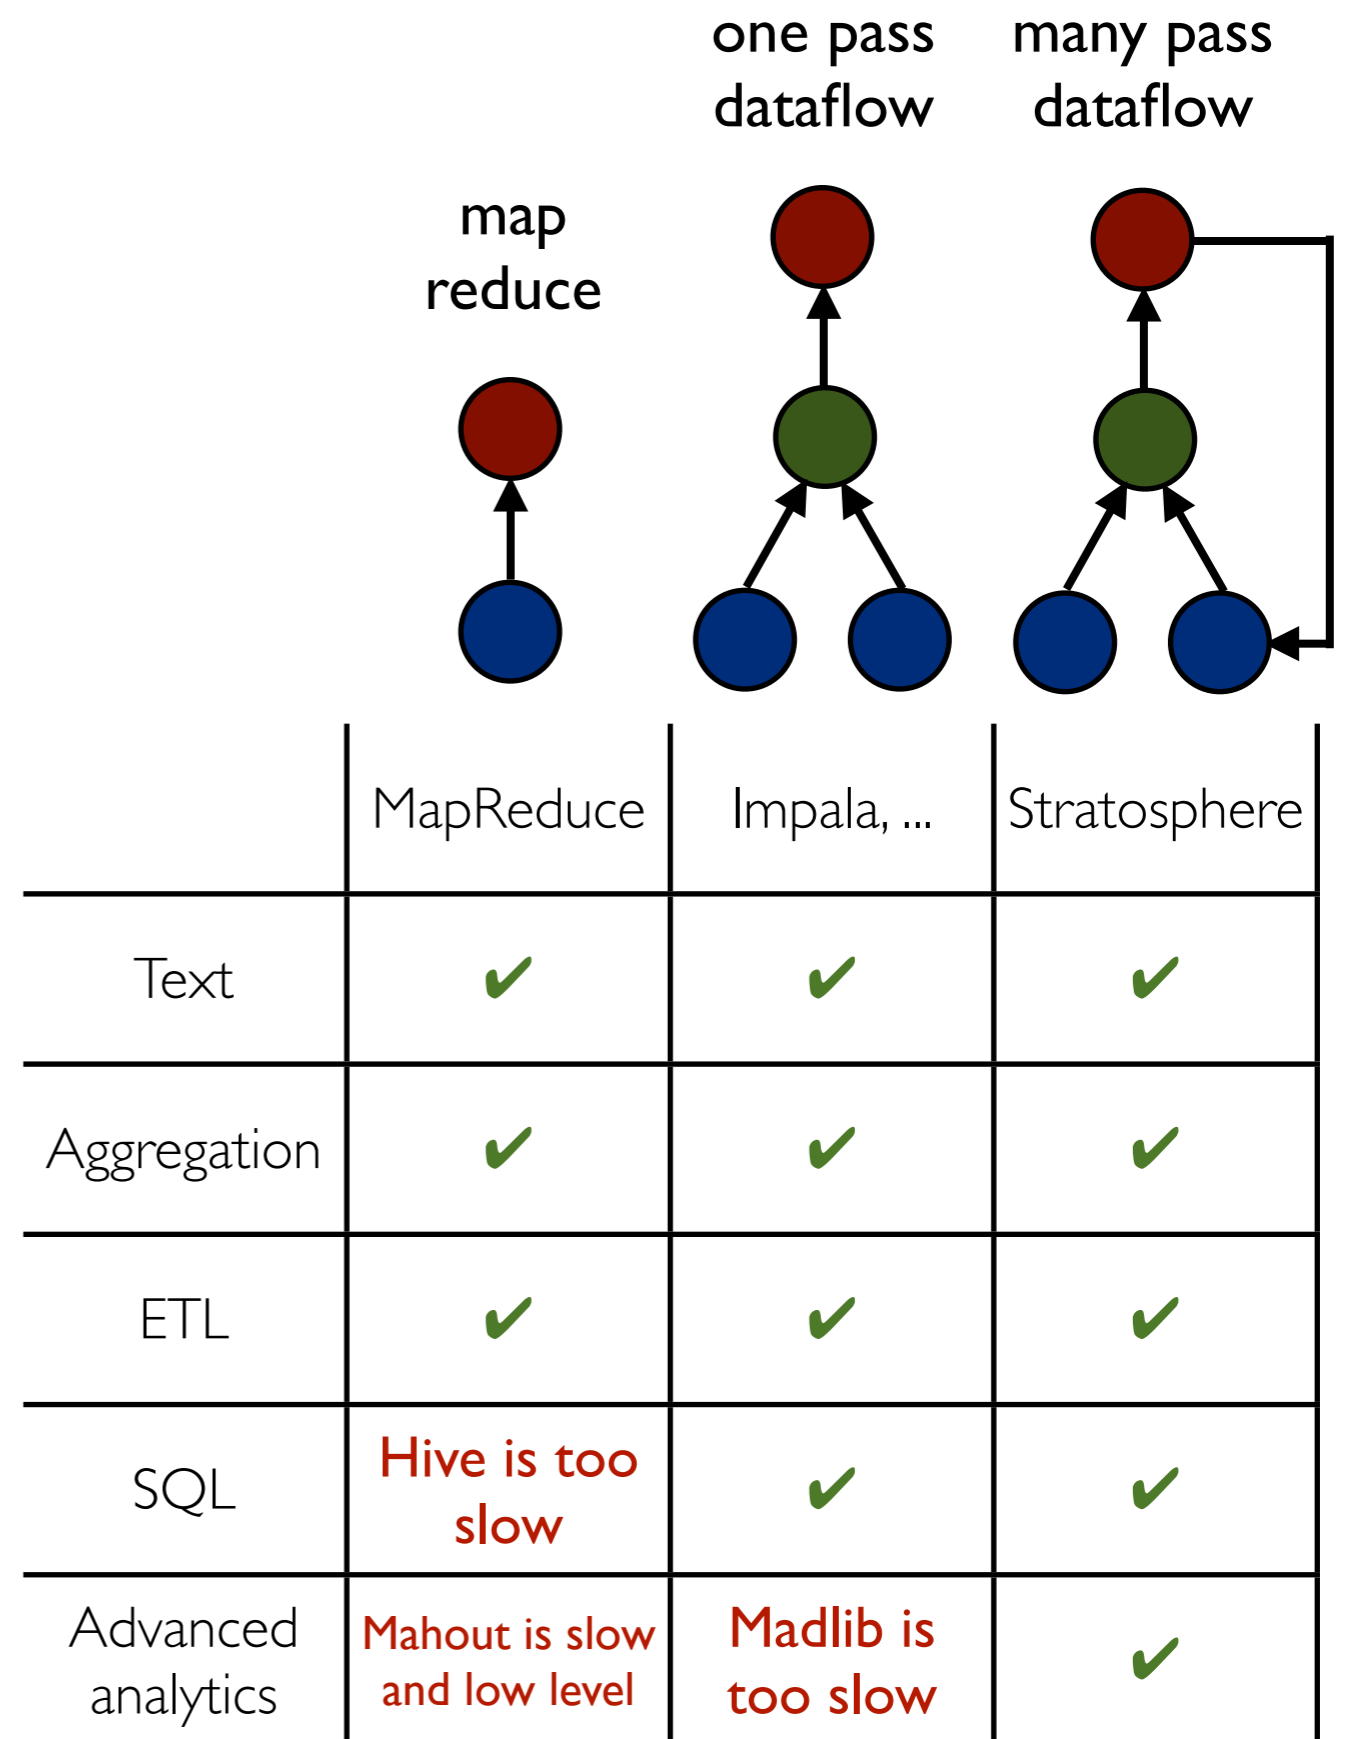 one pass
dataflow
many pass
dataflow
map
reduce
MapReduce
Impala, ...
Stratosphere
Text
✔ ✔ ✔
Aggregation
✔ ✔ ✔
ETL
✔ ✔ ✔
SQL
Hive is too
slow
✔ ✔
Advanced
analytics
Mahout is slow
and low level
Madlib is
too slow
✔